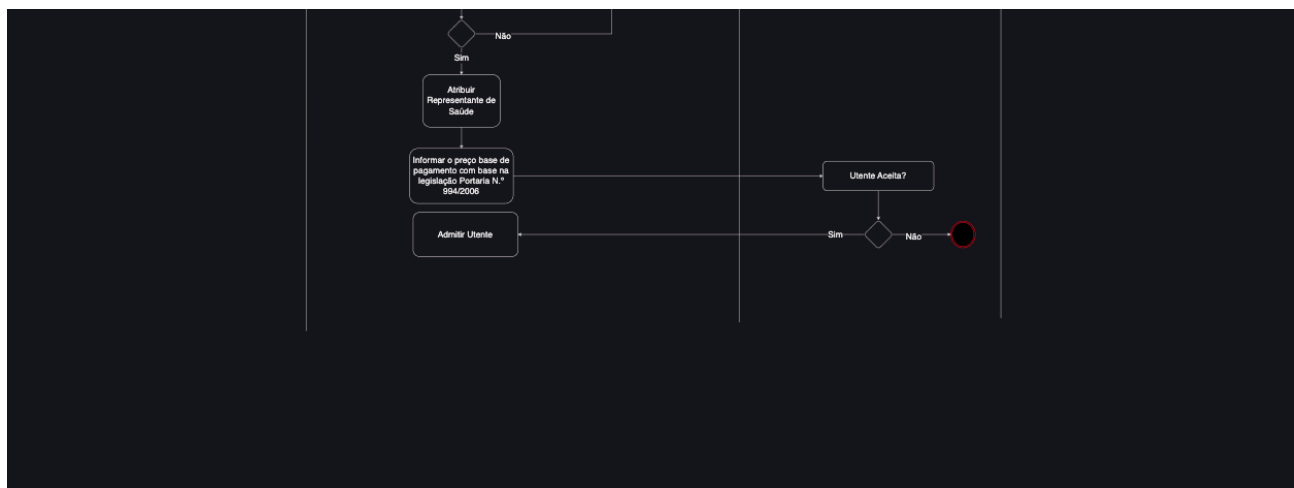 Não
Sim
Atribuir
Representante de
Saúde
Informar o preço base de
pagamento com base na
legislação Portaria N.º
994/2006
Utente Aceita?
Admitir Utente
Sim
Não